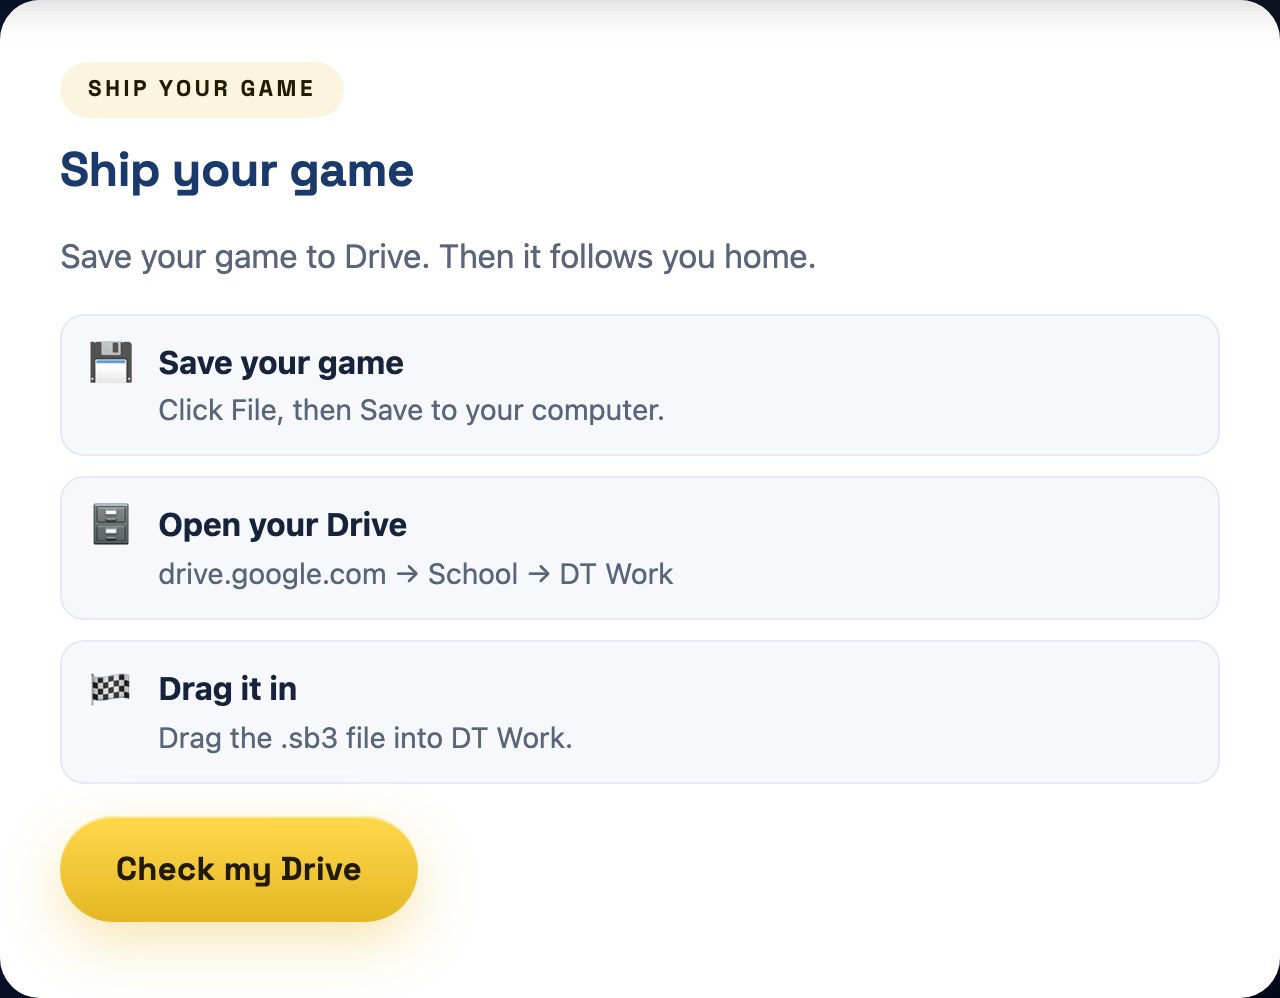 SHIP YOUR GAME
Ship your game
Save your game to Drive. Then it follows you home.
Save your game
Click File, then Save to your computer.
Open your Drive
drive.google.com → School → DT Work
Drag it in
Drag the .sb3 file into DT Work.
Check my Drive